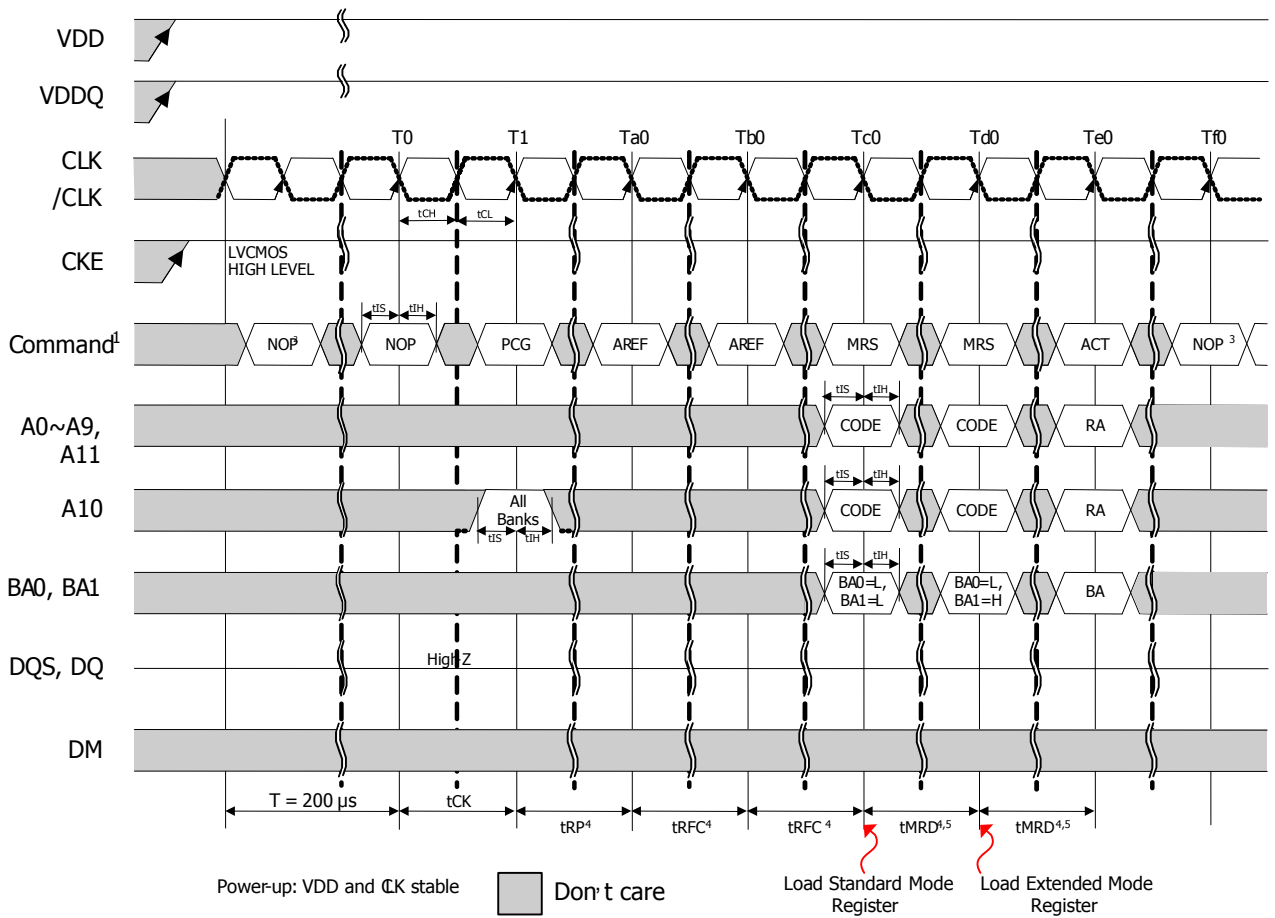 VDD
VDDQ
T0 T1 Ta0 Tb0 Tc0 Td0 Te0 Tf0
CLK
/CLK
tCH tCL
CKE
LVCMOS
HIGH LEVEL
tIS tIH
Command1 NOP3 NOP PCG AREF AREF MRS MRS ACT NOP 3
tIS tIH
A0~A9,
A11
CODE CODE RA
tIS tIH
A10
All
Banks
CODE CODE RA
tIS tIH
tIS tIH
BA0, BA1
BA0=L,
BA1=L
BA0=L,
BA1=H
BA
DQS, DQ
High-Z
DM
T = 200 µs tCK
tRP4 tRFC4 tRFC 4 tMRD4,5 tMRD4,5
Power-up: VDD and CLK stable
Don't care
Load Standard Mode
Register
Load Extended Mode
Register